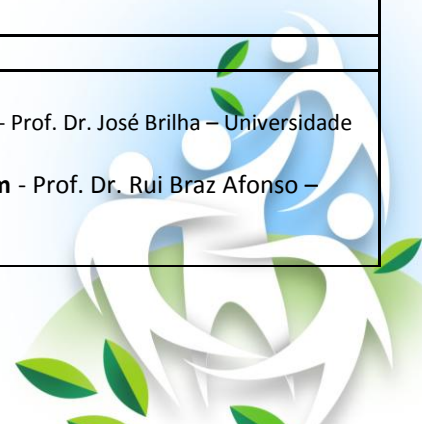 - Prof. Dr. José Brilha – Universidade
m - Prof. Dr. Rui Braz Afonso –